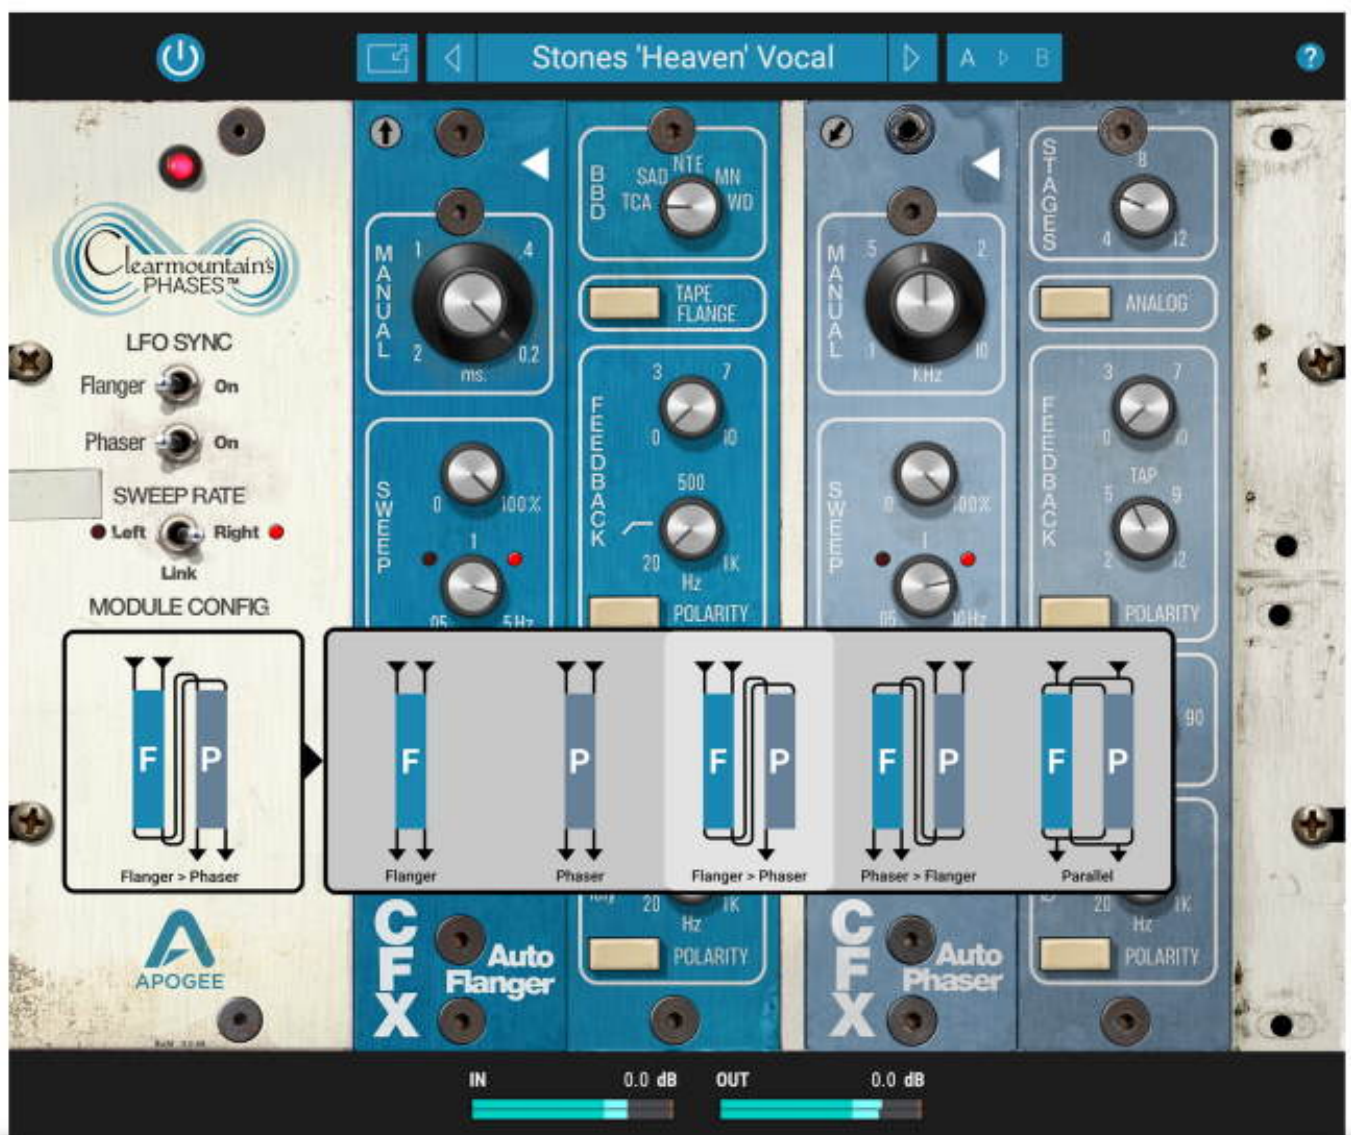 Stones 'Heaven' Vocal
A B
?
Clearmountain's
PHASES™
LFO SYNC
Flanger On
Phaser On
SWEEP RATE
Left Right
Link
MODULE CONFIG
F P
Flanger > Phaser
APOGEE
MANUAL
1 .4
2 0.2
ms.
SWEEP
0 100%
1
.05 5Hz
BBD
NTE
SAD MN
TCA WD
TAPE
FLANGE
FEEDBACK
3 7
0 10
500
20 1K
Hz
POLARITY
MANUAL
.5 2
.1 10
KHz
SWEEP
0 100%
1
.05 10Hz
STAGES
8
4 12
ANALOG
FEEDBACK
3 7
0 10
TAP
5 9
2 12
POLARITY
90
F
Flanger
P
Phaser
F P
Flanger > Phaser
F P
Phaser > Flanger
F P
Parallel
CFX
Auto
Flanger
20 1K
Hz
POLARITY
CFX
Auto
Phaser
20 1K
Hz
POLARITY
IN 0.0 dB OUT 0.0 dB